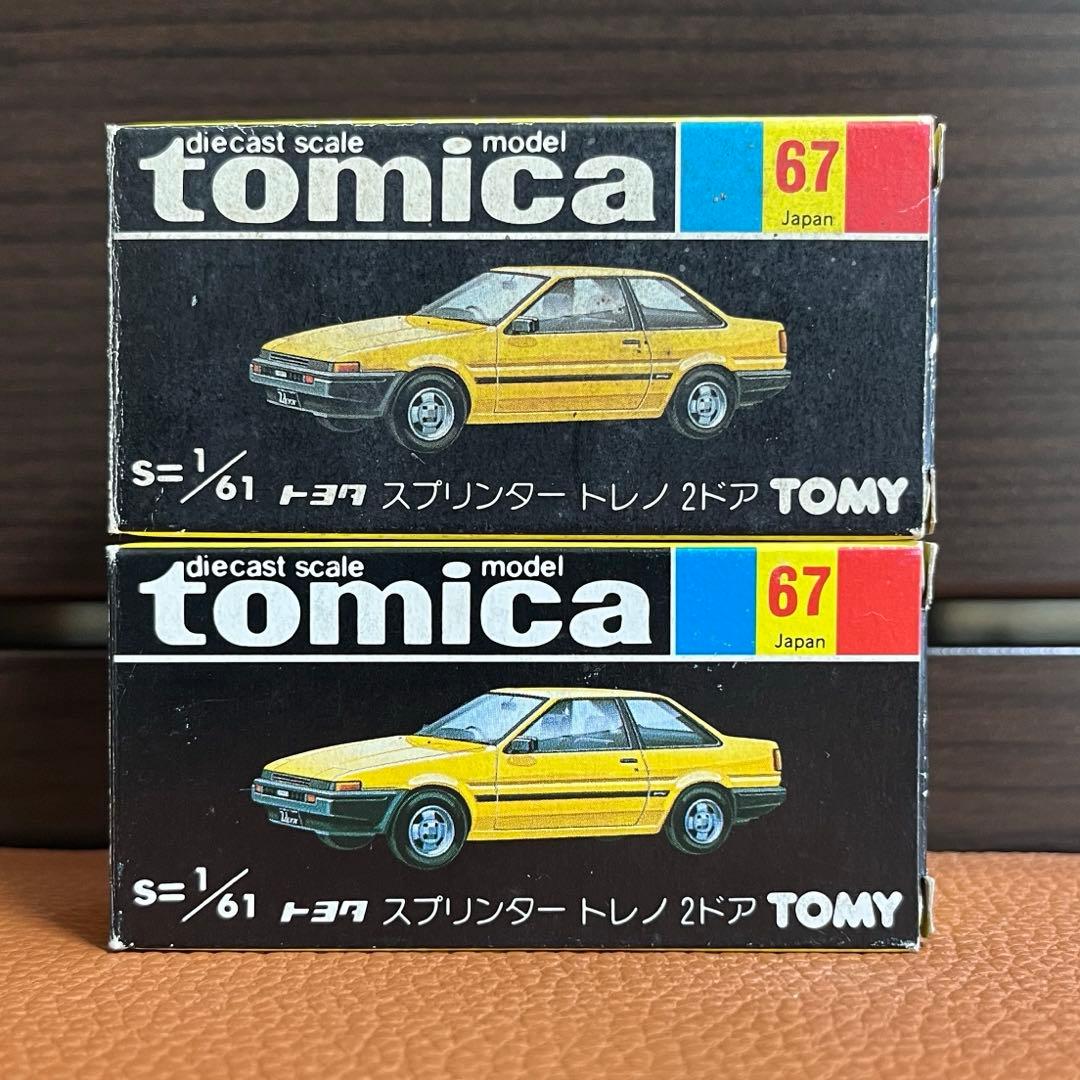 diecast scale model
tomica
67
Japan
S=1/61 トヨタ スプリンター トレノ 2ドア TOMY
diecast scale model
tomica
67
Japan
S=1/61 トヨタ スプリンター トレノ 2ドア TOMY